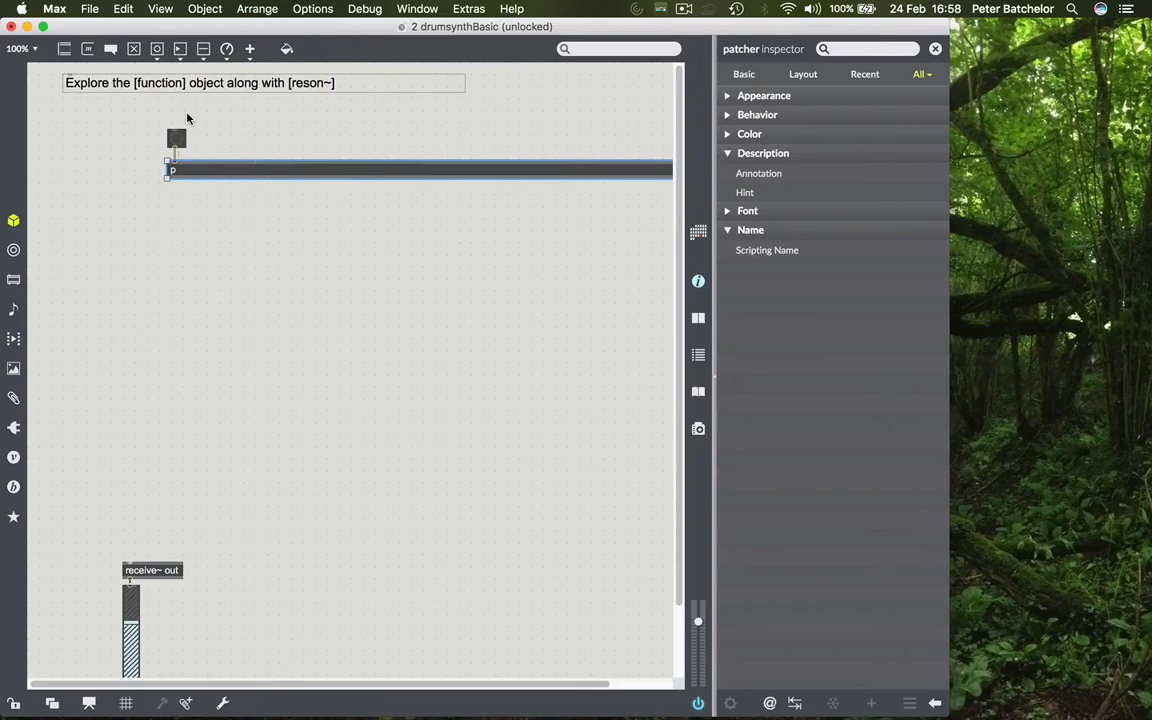 Max File Edit View Object Arrange Options Debug Window Extras Help 100% 24 Feb 16:58 Peter Batchelor
2 drumsynthBasic (unlocked)
100%
patcher inspector
Basic Layout Recent All
Explore the [function] object along with [reson~]
Appearance
Behavior
Color
p
Description
Annotation
Hint
Font
Name
Scripting Name
receive~ out